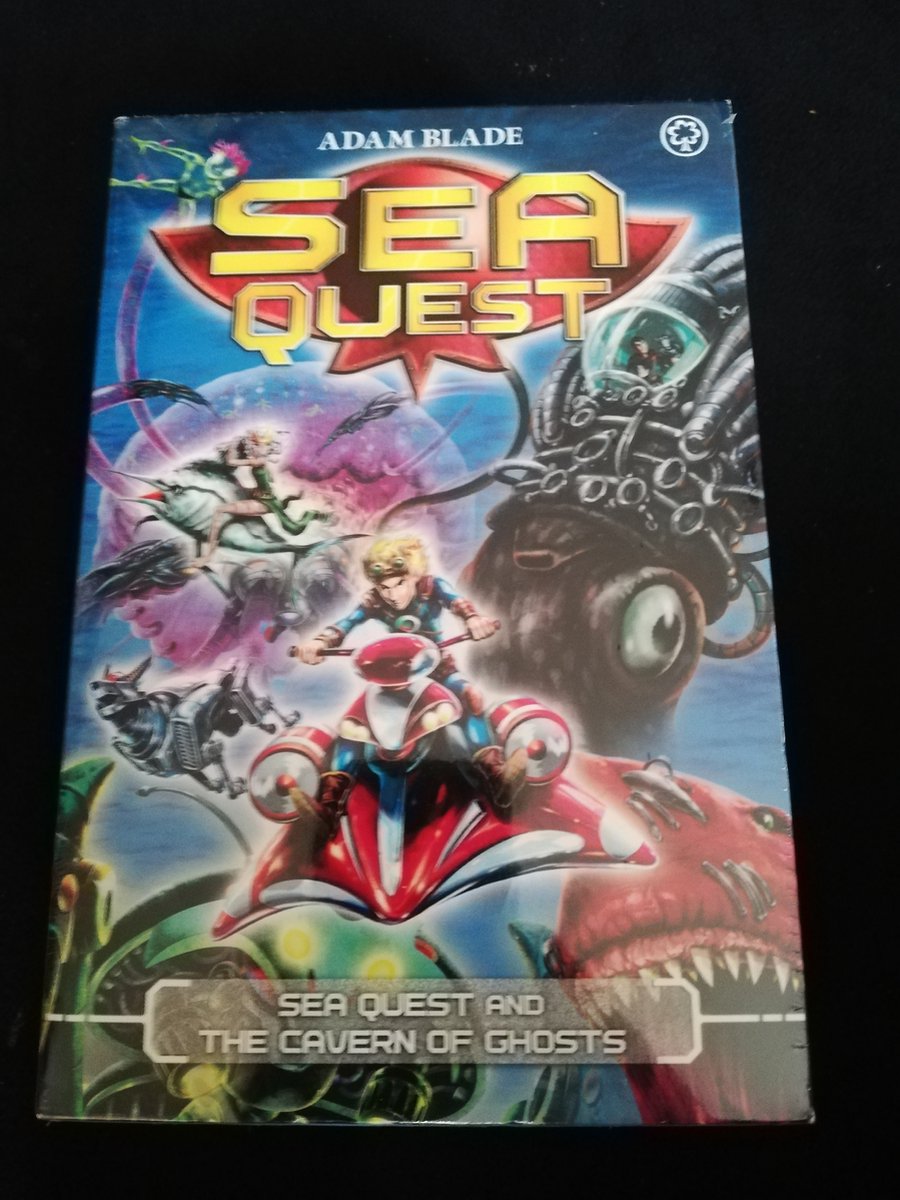 ADAM BLADE
SEA
QUEST
SEA QUEST AND
THE CAVERN OF GHOSTS